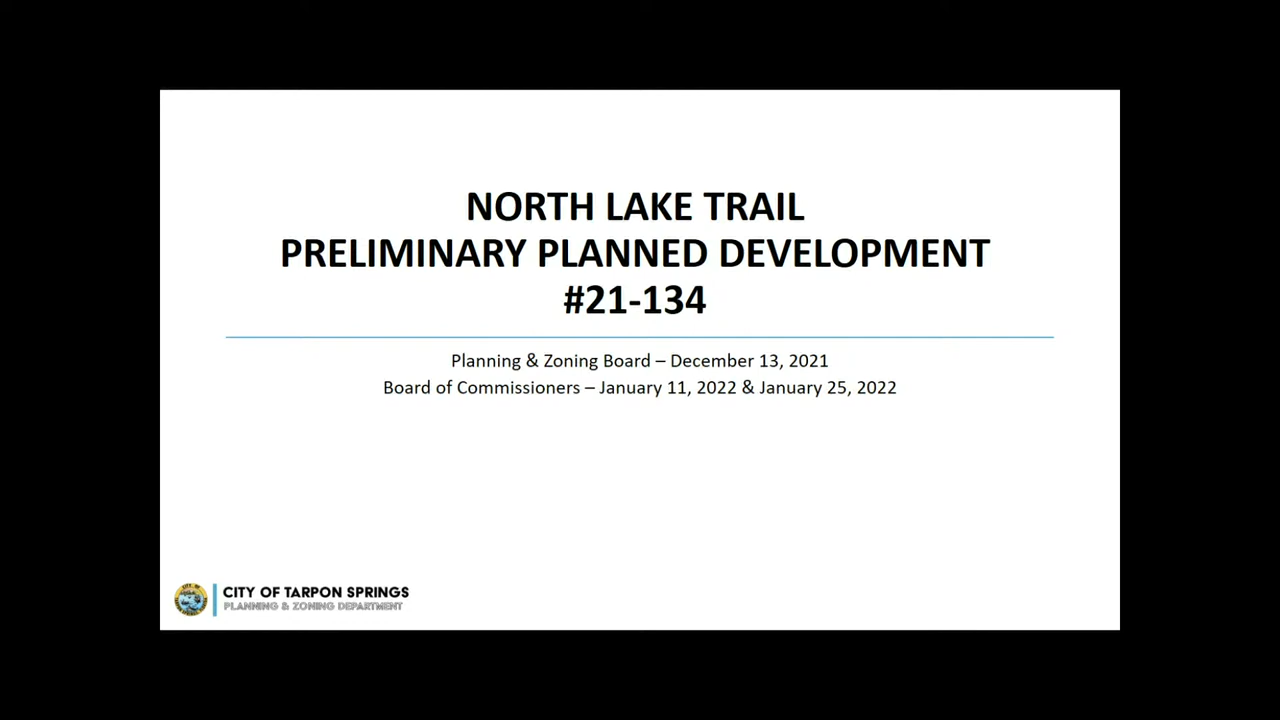 NORTH LAKE TRAIL
PRELIMINARY PLANNED DEVELOPMENT
#21-134
Planning & Zoning Board – December 13, 2021
Board of Commissioners – January 11, 2022 & January 25, 2022
CITY OF TARPON SPRINGS
PLANNING & ZONING DEPARTMENT